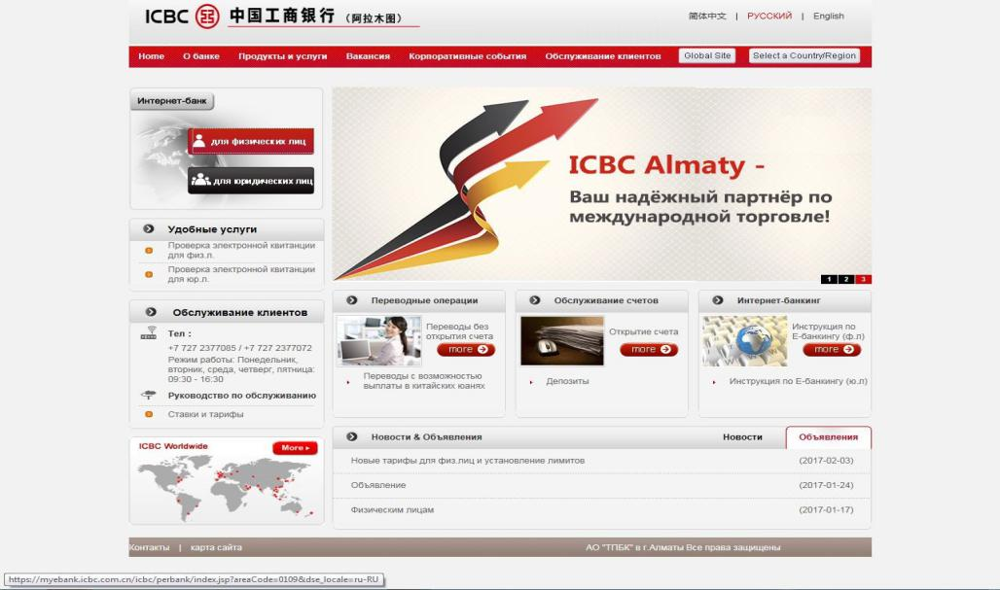 ICBC 中国工商银行 (阿拉木图)
简体中文 | РУССКИЙ | English
Home О банке Продукты и услуги Вакансия Корпоративные события Обслуживание клиентов Global Site Select a Country/Region
Интернет-банк
для физических лиц
для юридических лиц
ICBC Almaty -
Ваш надёжный партнёр по
международной торговле!
1 2 3
Удобные услуги
Проверка электронной квитанции
для физ.л.
Проверка электронной квитанции
для юр.л.
Обслуживание клиентов
Тел :
+7 727 2377085 / +7 727 2377072
Режим работы: Понедельник,
вторник, среда, четверг, пятница:
09:30 - 16:30
Руководство по обслуживанию
Ставки и тарифы
ICBC Worldwide More
Переводные операции
Переводы без
открытия счета
more
Переводы с возможностью
выплаты в китайских юанях
Обслуживание счетов
Открытие счета
more
Депозиты
Интернет-банкинг
Инструкция по
Е-банкингу (ф.л)
more
Инструкция по Е-банкингу (ю.л)
Новости & Объявления Новости Объявления
Новые тарифы для физ.лиц и установление лимитов (2017-02-03)
Объявление (2017-01-24)
Физическим лицам (2017-01-17)
Контакты | карта сайта АО "ТПБК" в г.Алматы Все права защищены
https://myebank.icbc.com.cn/icbc/perbank/index.jsp?areaCode=0109&dse_locale=ru-RU